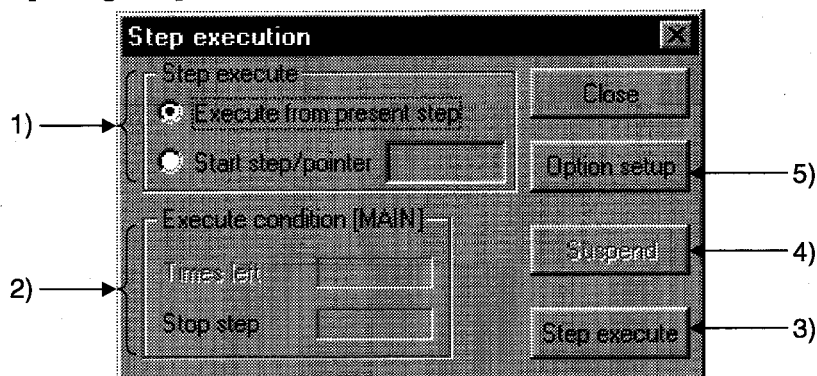 Step execution
Step execute
Close
1)
Execute from present step
Start step/pointer
Option setup
5)
Execute condition [MAIN]
Suspend
4)
Times left
2)
Stop step
Step execute
3)